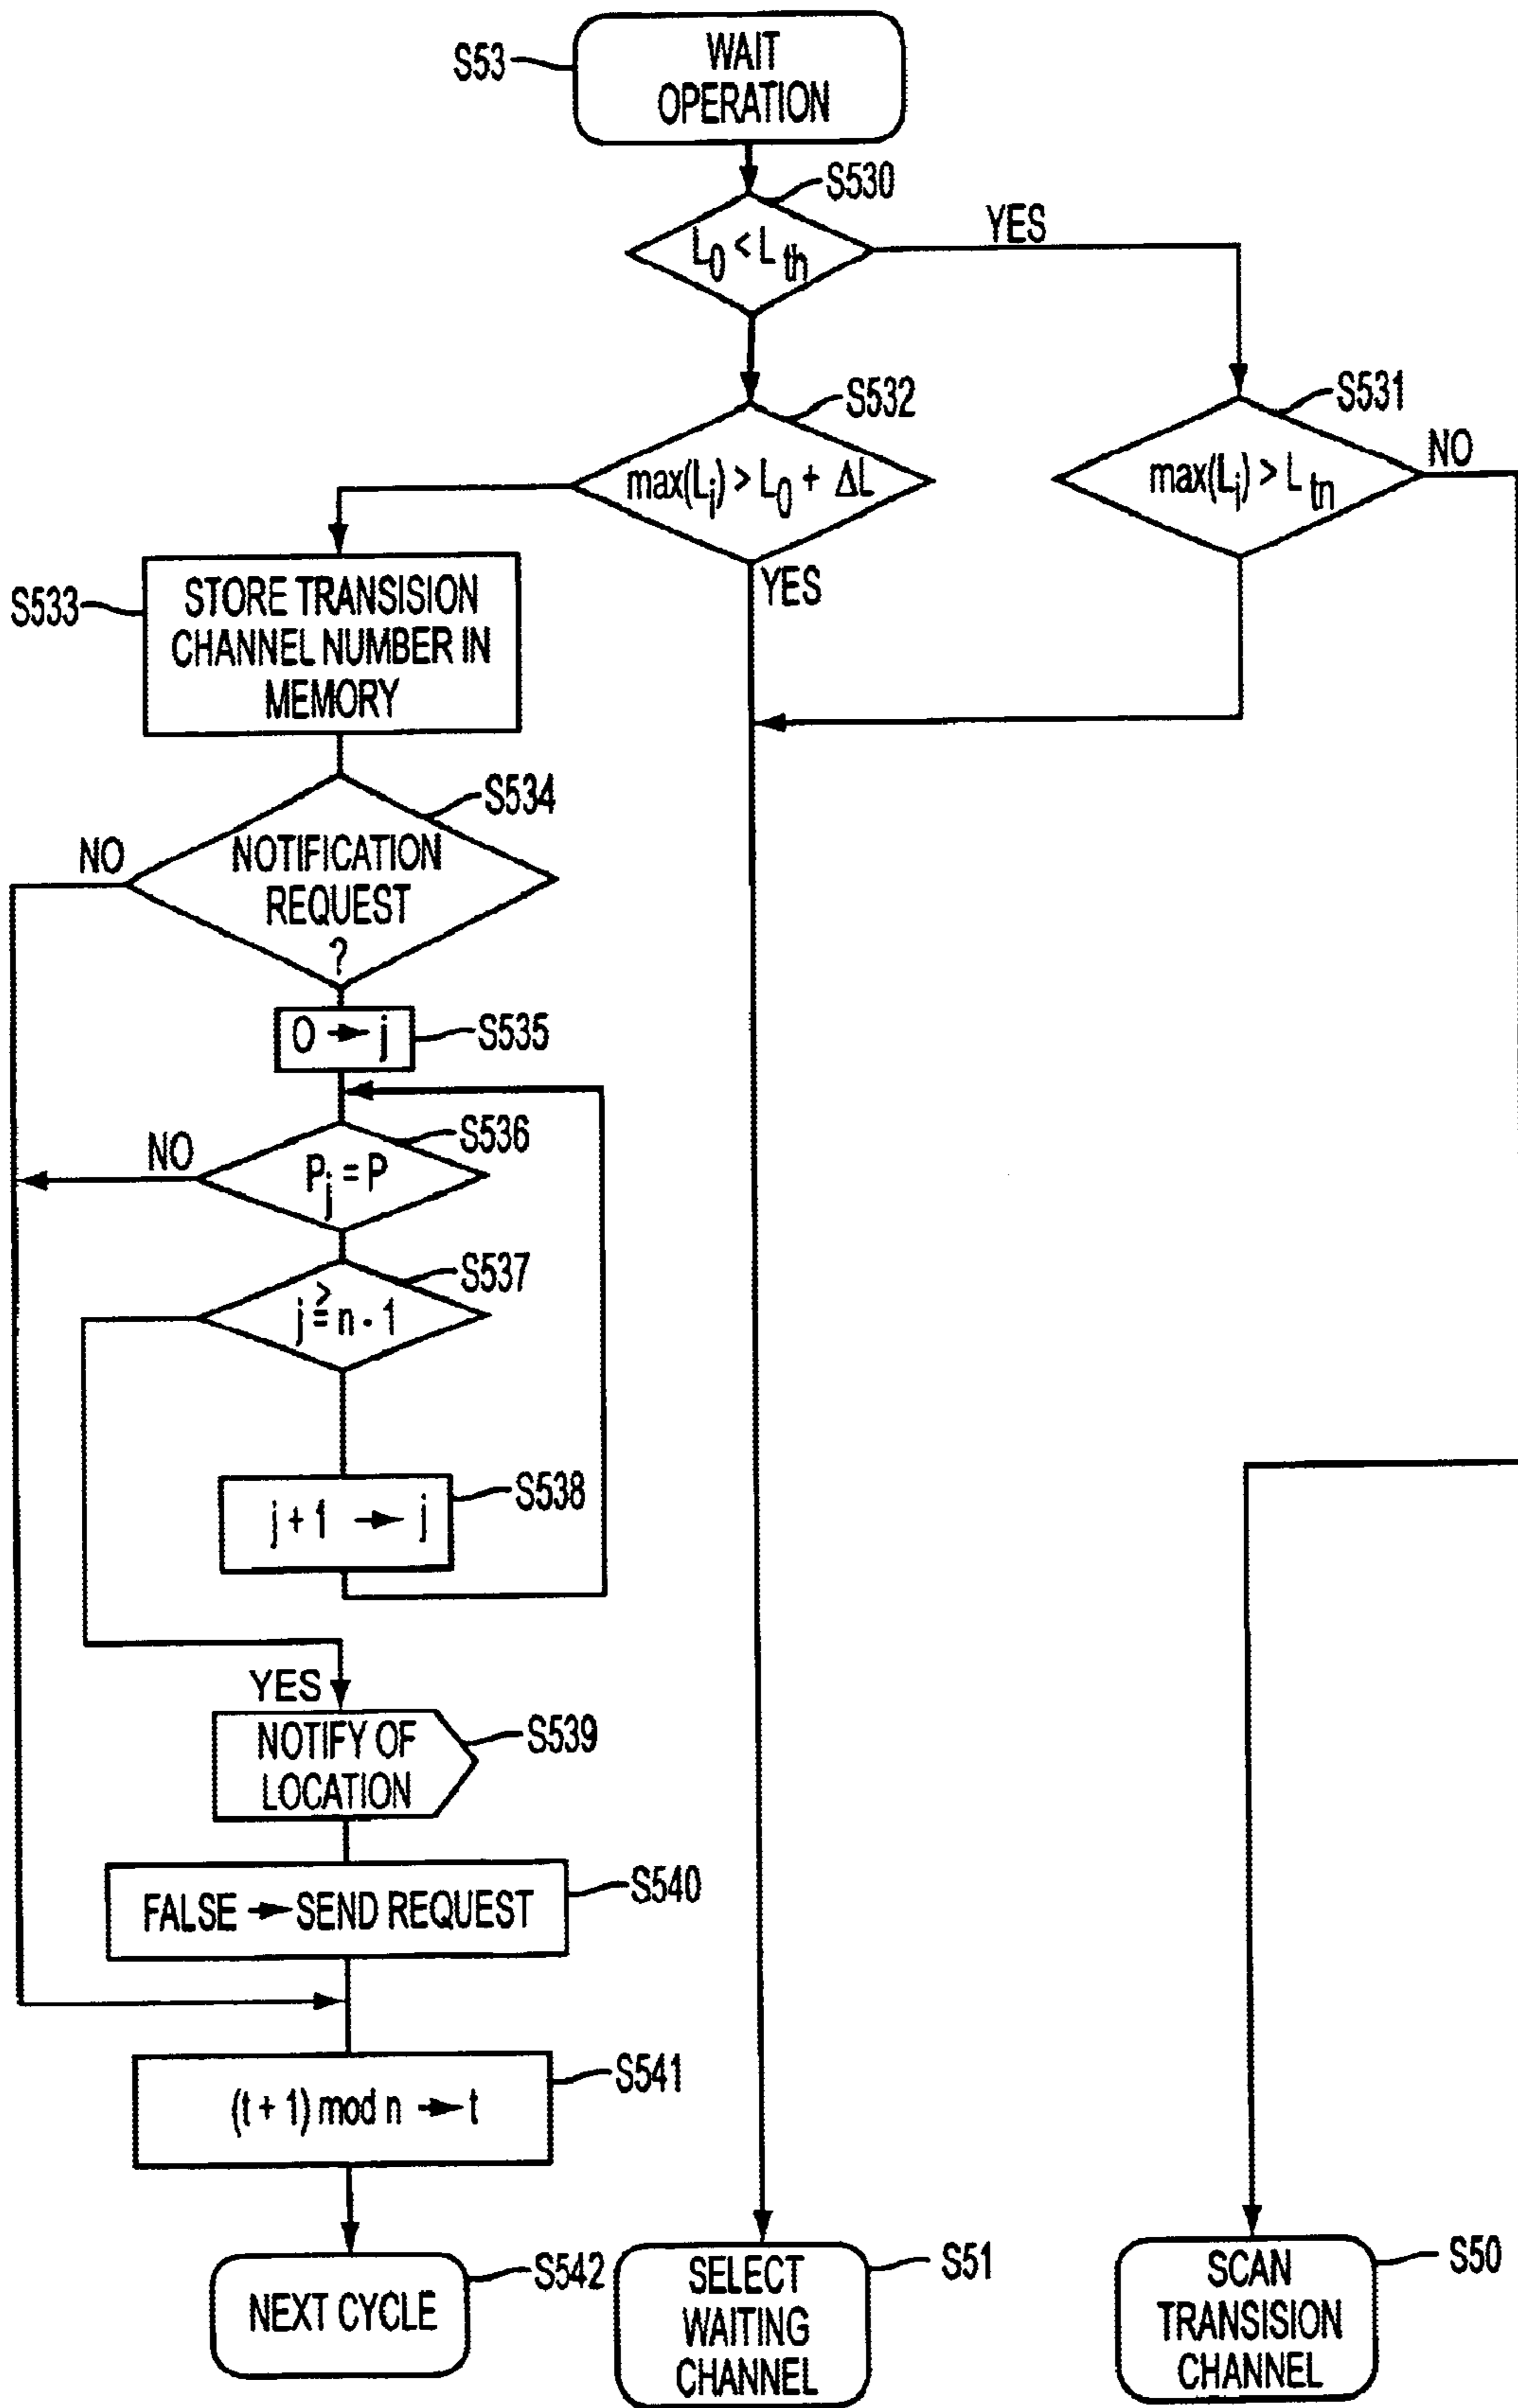 S53
WAIT
OPERATION
S530
L0 < Lth
YES
S532
max(Li) > L0 + ΔL
YES
S531
max(Li) > Ltn
NO
S533
STORE TRANSISION
CHANNEL NUMBER IN
MEMORY
S534
NO
NOTIFICATION
REQUEST
?
0 → j
S535
S536
NO
Pj = P
S537
j ≥ n - 1
S538
j + 1 → j
YES
NOTIFY OF
LOCATION
S539
S540
FALSE → SEND REQUEST
S541
(t + 1) mod n → t
S542
NEXT CYCLE
S51
SELECT
WAITING
CHANNEL
S50
SCAN
TRANSISION
CHANNEL